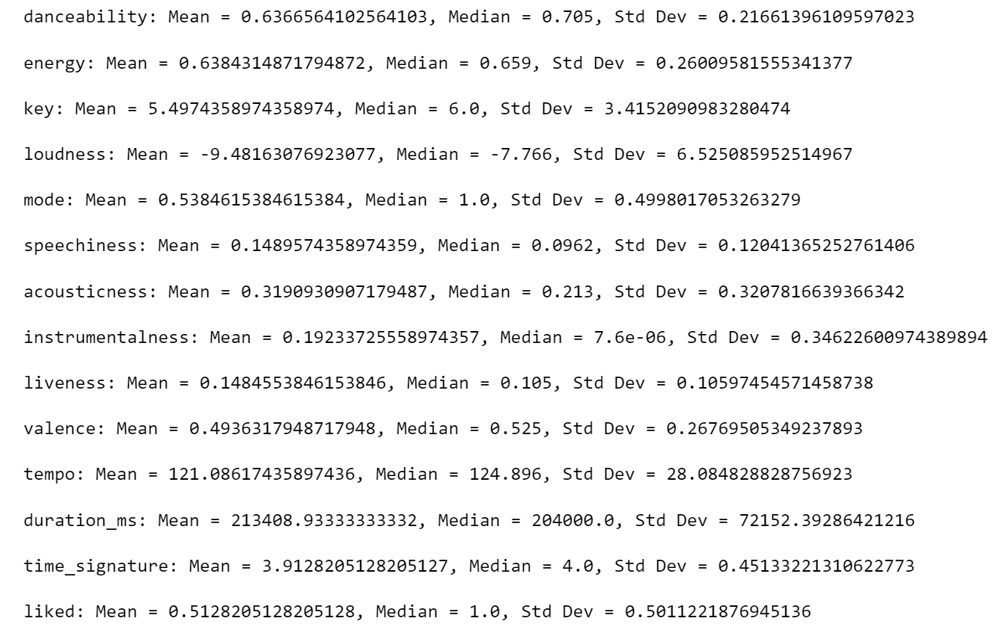 danceability: Mean = 0.6366564102564103, Median = 0.705, Std Dev = 0.21661396109597023
energy: Mean = 0.6384314871794872, Median = 0.659, Std Dev = 0.26009581555341377
key: Mean = 5.4974358974358974, Median = 6.0, Std Dev = 3.4152090983280474
loudness: Mean = -9.48163076923077, Median = -7.766, Std Dev = 6.525085952514967
mode: Mean = 0.5384615384615384, Median = 1.0, Std Dev = 0.4998017053263279
speechiness: Mean = 0.1489574358974359, Median = 0.0962, Std Dev = 0.12041365252761406
acousticness: Mean = 0.3190930907179487, Median = 0.213, Std Dev = 0.3207816639366342
instrumentalness: Mean = 0.19233725558974357, Median = 7.6e-06, Std Dev = 0.34622600974389894
liveness: Mean = 0.1484553846153846, Median = 0.105, Std Dev = 0.10597454571458738
valence: Mean = 0.4936317948717948, Median = 0.525, Std Dev = 0.26769505349237893
tempo: Mean = 121.08617435897436, Median = 124.896, Std Dev = 28.084828828756923
duration_ms: Mean = 213408.93333333332, Median = 204000.0, Std Dev = 72152.39286421216
time_signature: Mean = 3.9128205128205127, Median = 4.0, Std Dev = 0.45133221310622773
liked: Mean = 0.5128205128205128, Median = 1.0, Std Dev = 0.5011221876945136